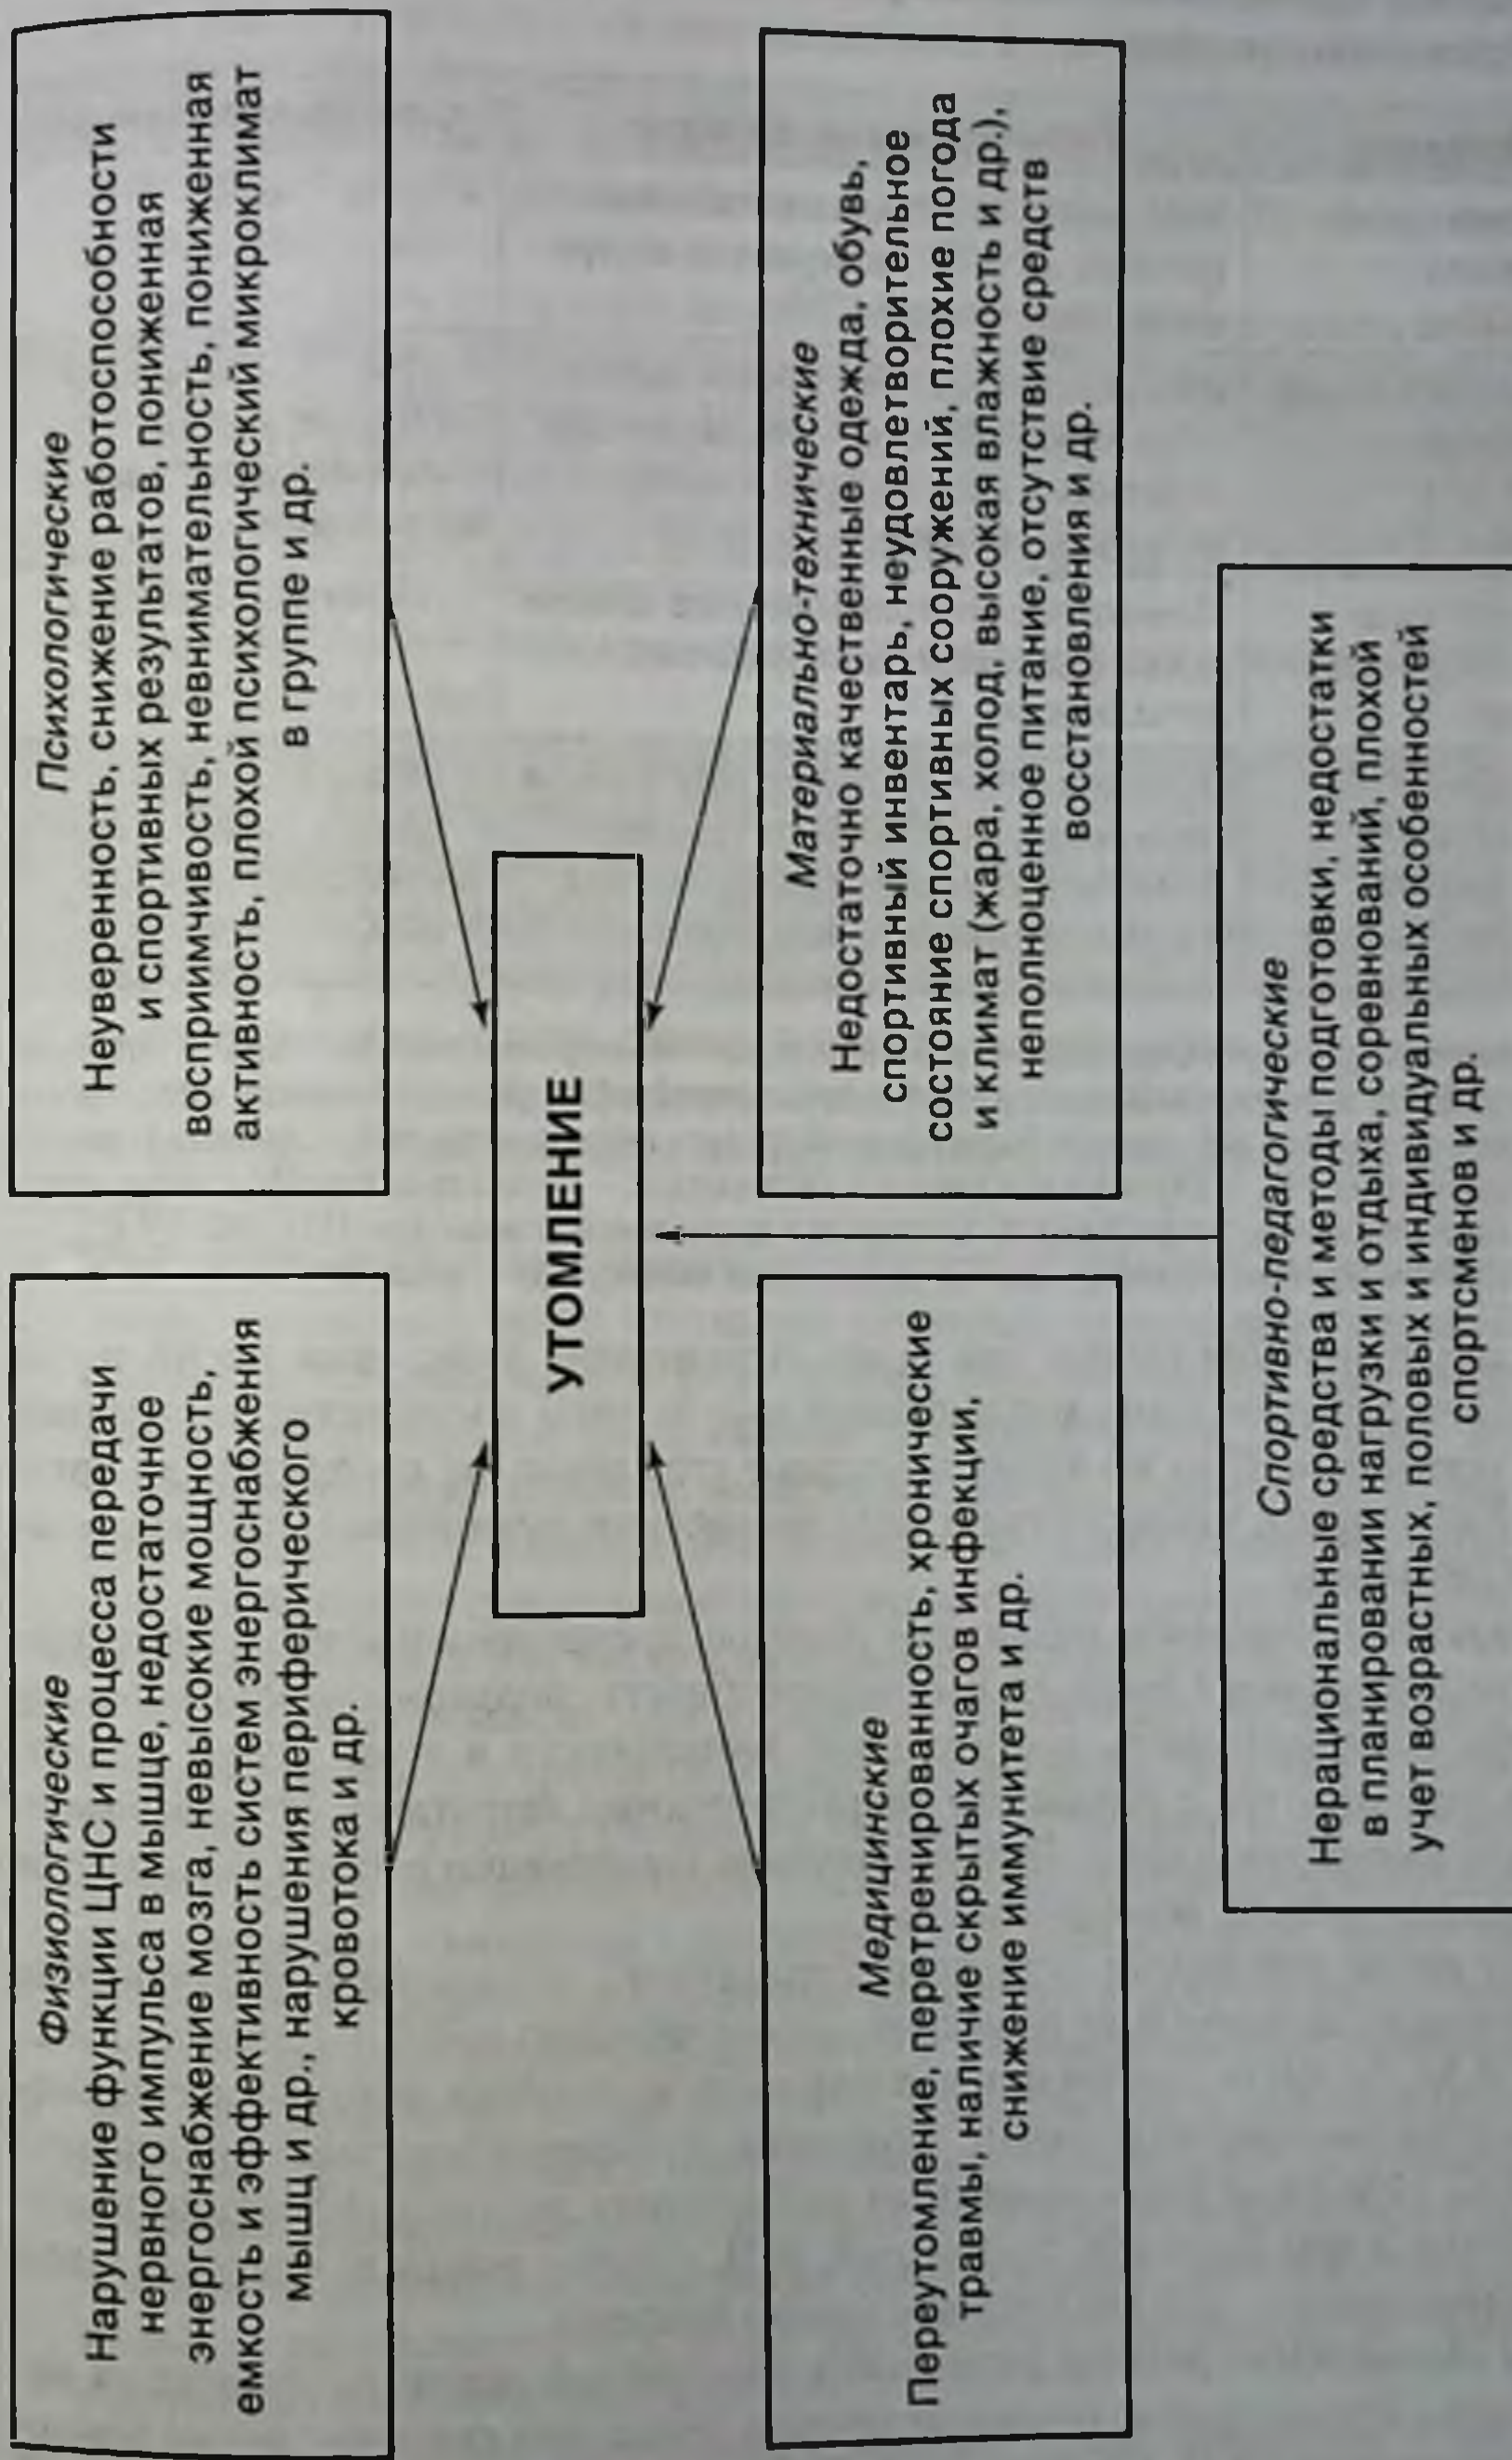 Физиологические
Нарушение функции ЦНС и процесса передачи
нервного импульса в мышце, недостаточное
энергоснабжение мозга, невысокие мощность,
емкость и эффективность систем энергоснабжения
мышц и др., нарушения периферического
кровотока и др.
Психологические
Неуверенность, снижение работоспособности
и спортивных результатов, пониженная
восприимчивость, невнимательность, пониженная
активность, плохой психологический микроклимат
в группе и др.
УТОМЛЕНИЕ
Медицинские
Переутомление, перетренированность, хронические
травмы, наличие скрытых очагов инфекции,
снижение иммунитета и др.
Материально-технические
Недостаточно качественные одежда, обувь,
спортивный инвентарь, неудовлетворительное
состояние спортивных сооружений, плохие погода
и климат (жара, холод, высокая влажность и др.),
неполноценное питание, отсутствие средств
восстановления и др.
Спортивно-педагогические
Нерациональные средства и методы подготовки, недостатки
в планировании нагрузки и отдыха, соревнований, плохой
учет возрастных, половых и индивидуальных особенностей
спортсменов и др.